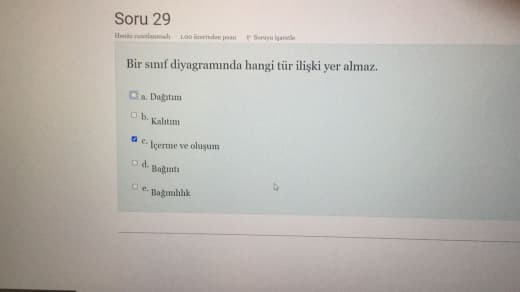 Soru 29
Henüz yanıtlanmadı 1,00 üzerinden puan Soruyu işaretle
Bir sınıf diyagramında hangi tür ilişki yer almaz.
a. Dağıtım
b. Kalıtım
c. İçerme ve oluşum
d. Bağıntı
e. Bağımlılık